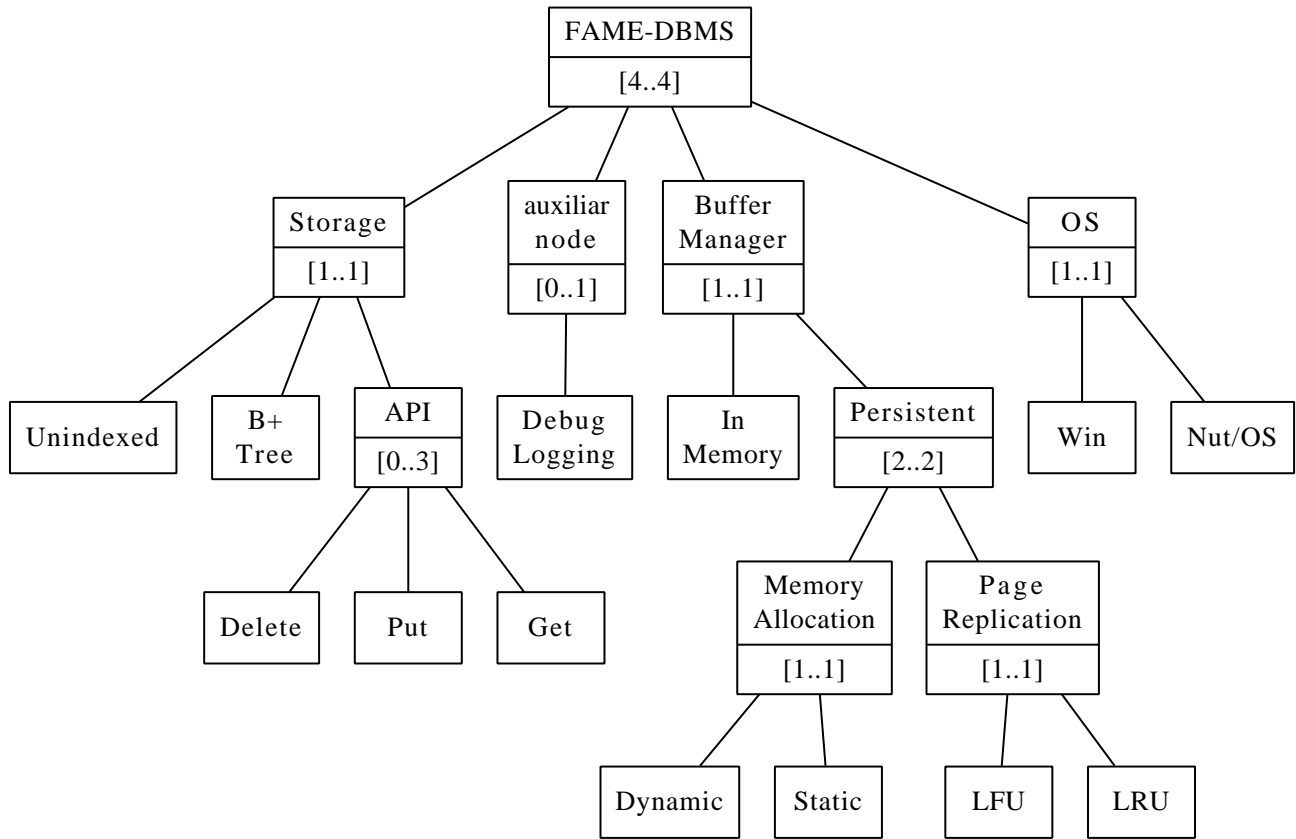 FAME-DBMS
[4..4]
Storage
[1..1]
auxiliar
node
[0..1]
Buffer
Manager
[1..1]
OS
[1..1]
Unindexed
B+
Tree
API
[0..3]
Debug
Logging
In
Memory
Persistent
[2..2]
Win
Nut/OS
Delete
Put
Get
Memory
Allocation
[1..1]
Page
Replication
[1..1]
Dynamic
Static
LFU
LRU